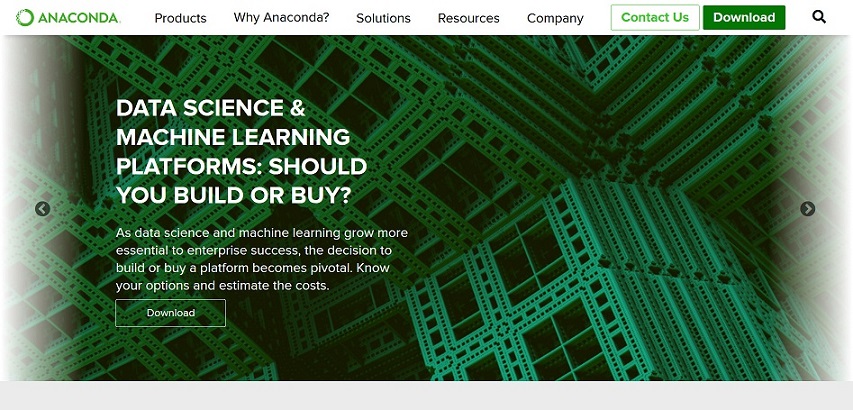 ANACONDA.
Products
Why Anaconda?
Solutions
Resources
Company
Contact Us
Download
DATA SCIENCE &
MACHINE LEARNING
PLATFORMS: SHOULD
YOU BUILD OR BUY?
As data science and machine learning grow more
essential to enterprise success, the decision to
build or buy a platform becomes pivotal. Know
your options and estimate the costs.
Download